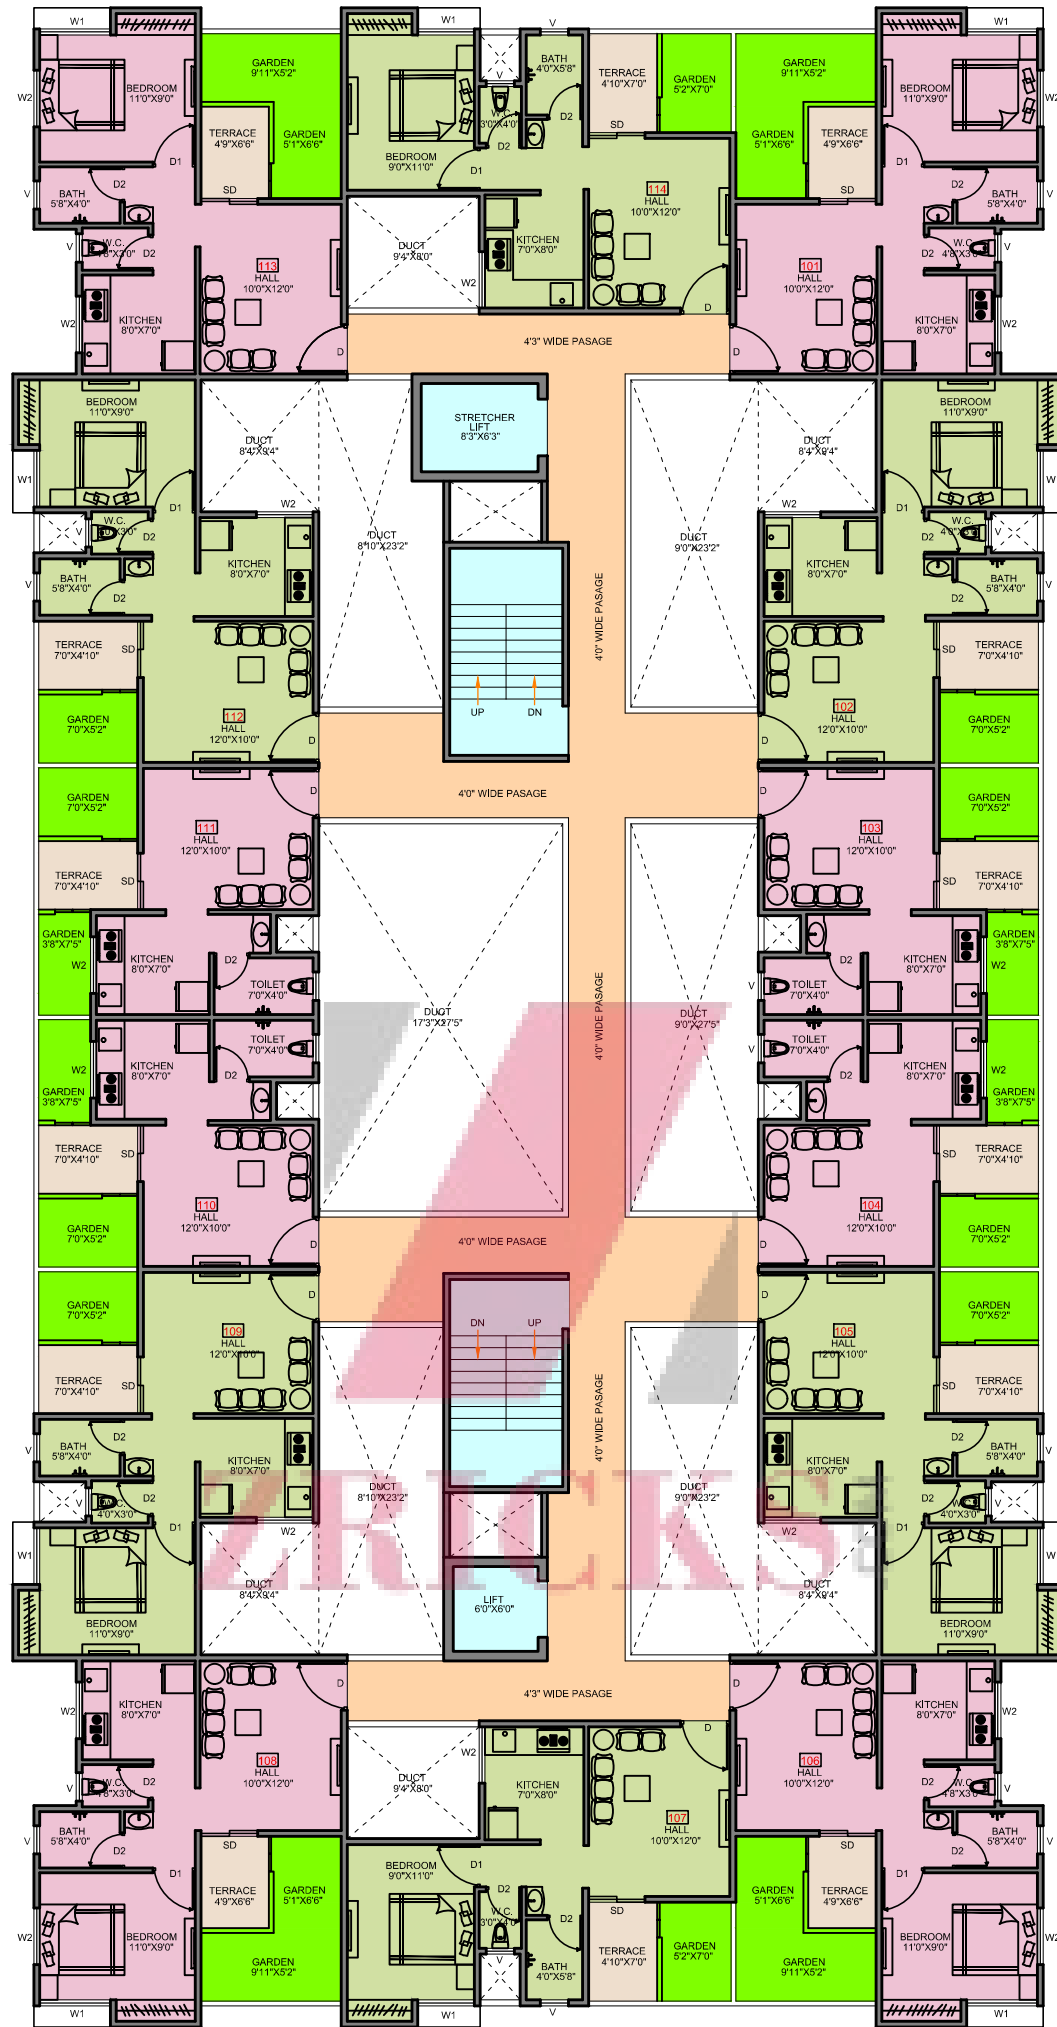 W1
V
W1
W2
BEDROOM
11'0"X9'0"
GARDEN
9'11"X5'2"
TERRACE
4'9"X6'6"
GARDEN
5'1"X6'6"
SD
D1
D2
BATH
5'8"X4'0"
V
W.C.
V
D2
W2
KITCHEN
8'0"X7'0"
113
HALL
10'0"X12'0"
D
BEDROOM
9'0"X11'0"
V
W.C.
3'0"X4'0"
D2
D1
BATH
4'0"X5'8"
D2
TERRACE
4'10"X7'0"
SD
GARDEN
5'2"X7'0"
DUCT
9'4"X8'0"
W2
KITCHEN
7'0"X8'0"
114
HALL
10'0"X12'0"
D
GARDEN
9'11"X5'2"
GARDEN
5'1"X6'6"
TERRACE
4'9"X6'6"
SD
BEDROOM
11'0"X9'0"
W2
D1
D2
BATH
5'8"X4'0"
V
W.C.
4'8"X3'0"
V
D2
101
HALL
10'0"X12'0"
KITCHEN
8'0"X7'0"
W2
D
4'3" WIDE PASAGE
BEDROOM
11'0"X9'0"
W1
DUCT
8'4"X9'4"
W2
STRETCHER
LIFT
8'3"X6'3"
DUCT
8'4"X9'4"
W2
BEDROOM
11'0"X9'0"
W
D1
V
W.C.
D2
KITCHEN
8'0"X7'0"
DUCT
8'10"X23'2"
DUCT
9'0"X23'2"
KITCHEN
8'0"X7'0"
D1
W.C.
4'0"X3'0"
V
D2
V
BATH
5'8"X4'0"
D2
4'0" WIDE PASAGE
BATH
5'8"X4'0"
V
D2
TERRACE
7'0"X4'10"
SD
SD
TERRACE
7'0"X4'10"
GARDEN
7'0"X5'2"
112
HALL
12'0"X10'0"
D
UP
DN
D
102
HALL
12'0"X10'0"
GARDEN
7'0"X5'2"
4'0" WIDE PASAGE
GARDEN
7'0"X5'2"
D
D
GARDEN
7'0"X5'2"
111
HALL
12'0"X10'0"
103
HALL
12'0"X10'0"
TERRACE
7'0"X4'10"
SD
SD
TERRACE
7'0"X4'10"
GARDEN
3'8"X7'5"
W2
KITCHEN
8'0"X7'0"
D2
TOILET
7'0"X4'0"
DUCT
17'3"X27'5"
4'0" WIDE PASAGE
DUCT
9'0"X27'5"
V
TOILET
7'0"X4'0"
D2
KITCHEN
8'0"X7'0"
W2
GARDEN
3'8"X7'5"
GARDEN
3'8"X7'5"
W2
KITCHEN
8'0"X7'0"
D2
TOILET
7'0"X4'0"
V
TOILET
7'0"X4'0"
D2
KITCHEN
8'0"X7'0"
W2
GARDEN
3'8"X7'5"
TERRACE
7'0"X4'10"
SD
SD
TERRACE
7'0"X4'10"
GARDEN
7'0"X5'2"
110
HALL
12'0"X10'0"
D
4'0" WIDE PASAGE
D
104
HALL
12'0"X10'0"
GARDEN
7'0"X5'2"
GARDEN
7'0"X5'2"
D
D
GARDEN
7'0"X5'2"
109
HALL
12'0"X10'0"
DN
UP
105
HALL
12'0"X10'0"
TERRACE
7'0"X4'10"
SD
SD
TERRACE
7'0"X4'10"
4'0" WIDE PASAGE
V
BATH
5'8"X4'0"
D2
KITCHEN
8'0"X7'0"
DUCT
8'10"X23'2"
DUCT
9'0"X23'2"
KITCHEN
8'0"X7'0"
D2
BATH
5'8"X4'0"
V
V
W.C.
4'0"X3'0"
D2
D1
W2
W2
D1
D2
W.C.
4'0"X3'0"
V
ZRICKS
W1
BEDROOM
11'0"X9'0"
DUCT
8'4"X9'4"
LIFT
6'0"X6'0"
DUCT
8'4"X9'4"
BEDROOM
11'0"X9'0"
W
4'3" WIDE PASAGE
W2
KITCHEN
8'0"X7'0"
D
108
HALL
10'0"X12'0"
V
W.C.
D2
DUCT
9'4"X8'0"
W2
KITCHEN
7'0"X8'0"
D
107
HALL
10'0"X12'0"
D
106
HALL
10'0"X12'0"
KITCHEN
8'0"X7'0"
W2
D2
W.C.
4'8"X3'0"
V
V
BATH
5'8"X4'0"
D2
D1
SD
TERRACE
4'9"X6'6"
GARDEN
5'1"X6'6"
GARDEN
9'11"X5'2"
W2
BEDROOM
11'0"X9'0"
BEDROOM
9'0"X11'0"
D1
D2
W.C.
3'0"X4'0"
V
D2
BATH
4'0"X5'8"
SD
TERRACE
4'10"X7'0"
GARDEN
5'2"X7'0"
SD
GARDEN
5'1"X6'6"
TERRACE
4'9"X6'6"
GARDEN
9'11"X5'2"
D2
BATH
5'8"X4'0"
V
D1
BEDROOM
11'0"X9'0"
W2
W1
W1
V
W1